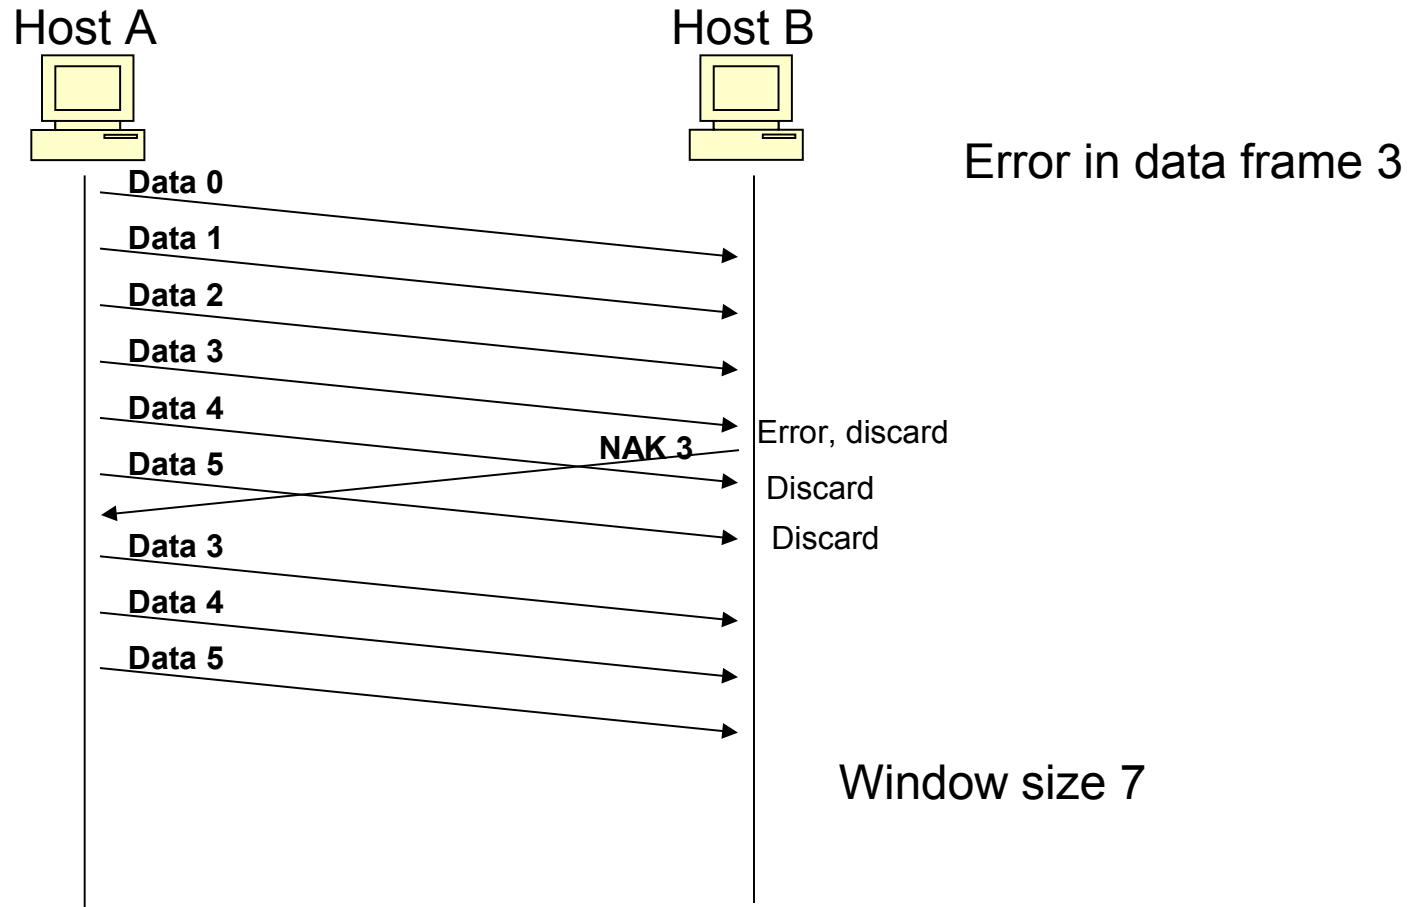 Host A
Host B
Error in data frame 3
Data 0
Data 1
Data 2
Data 3
Data 4
Error, discard
NAK 3
Data 5
Discard
Discard
Data 3
Data 4
Data 5
Window size 7